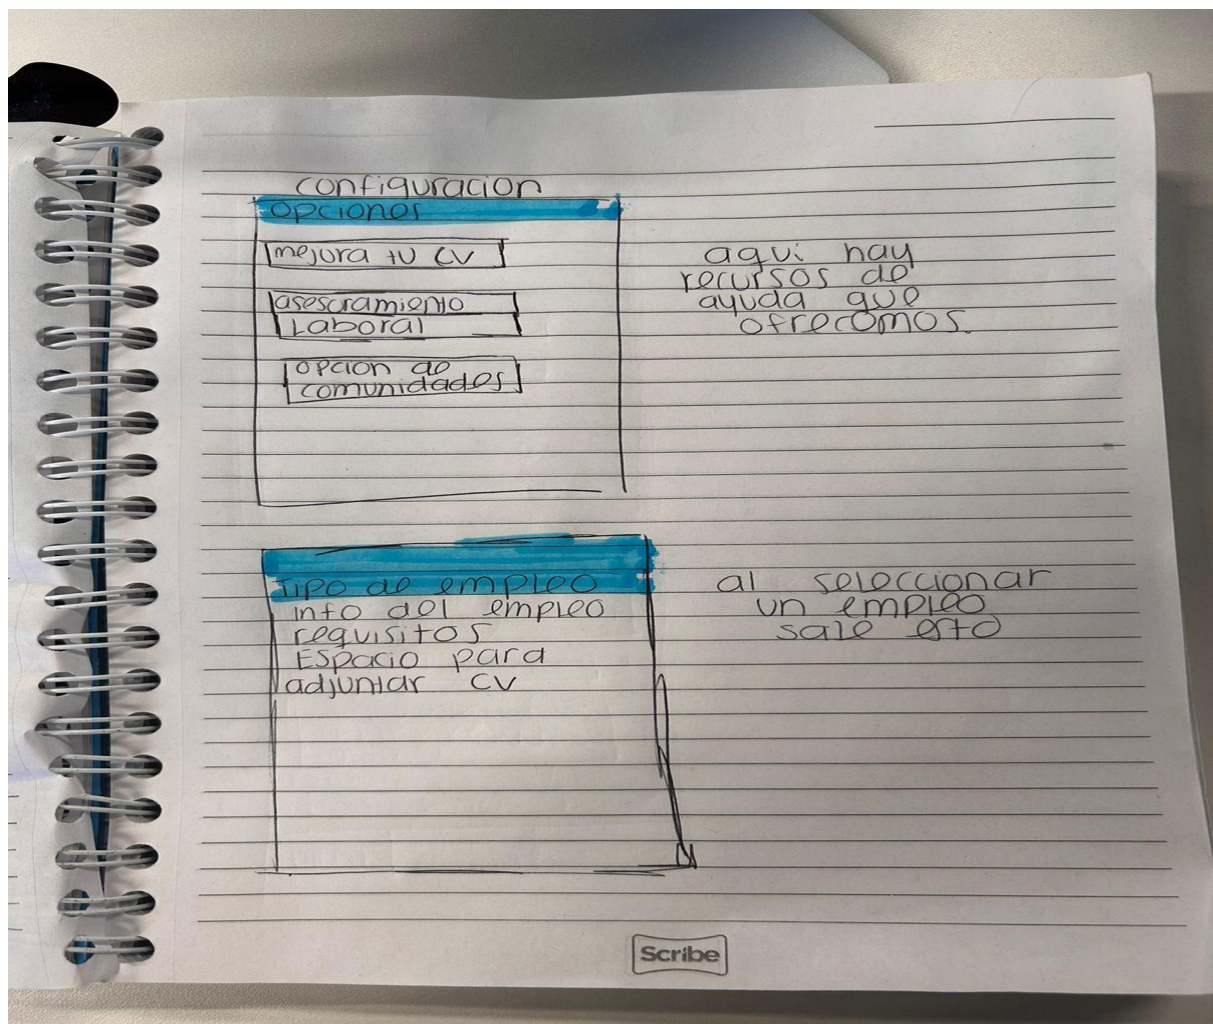 configuracion
opciones
mejora tu CV
asesoramiento
Laboral
opcion de
comunidades
aqui hay
recursos de
ayuda que
ofrecemos.
Tipo de empleo
info del empleo
requisitos
Espacio para
adjuntar CV
al seleccionar
un empleo
sale esto
Scribe